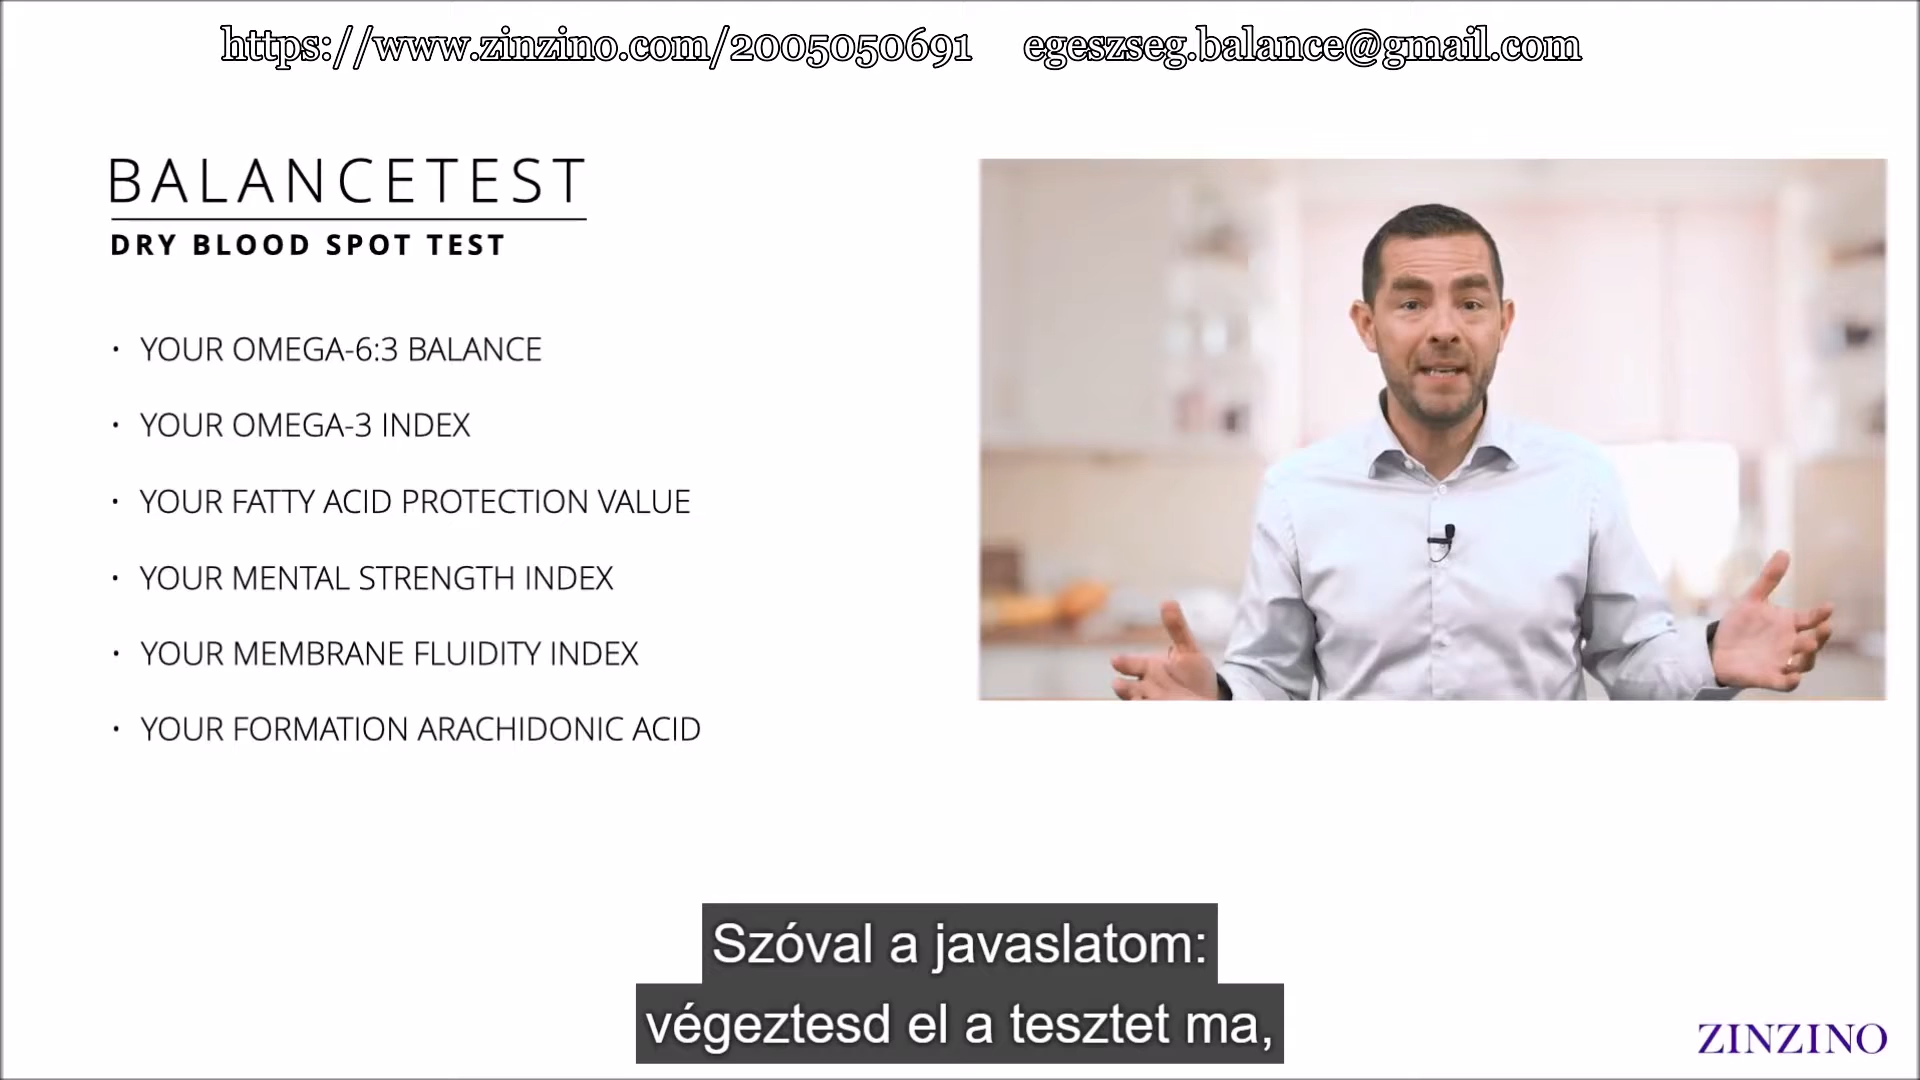 https://www.zinzino.com/2005050691 egeszseg.balance@gmail.com
BALANCETEST
DRY BLOOD SPOT TEST
· YOUR OMEGA-6:3 BALANCE
· YOUR OMEGA-3 INDEX
· YOUR FATTY ACID PROTECTION VALUE
· YOUR MENTAL STRENGTH INDEX
· YOUR MEMBRANE FLUIDITY INDEX
· YOUR FORMATION ARACHIDONIC ACID
Szóval a javaslatom:
végeztesd el a tesztet ma,
ZINZINO